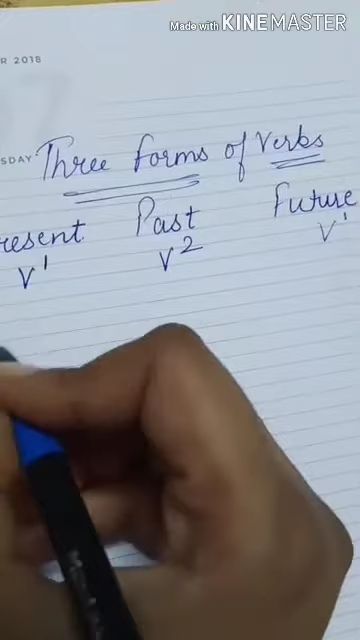 Made with KINEMASTER
R 2018
SDAY
Three forms of Verbs
resent Past Future
V1 V2 V1